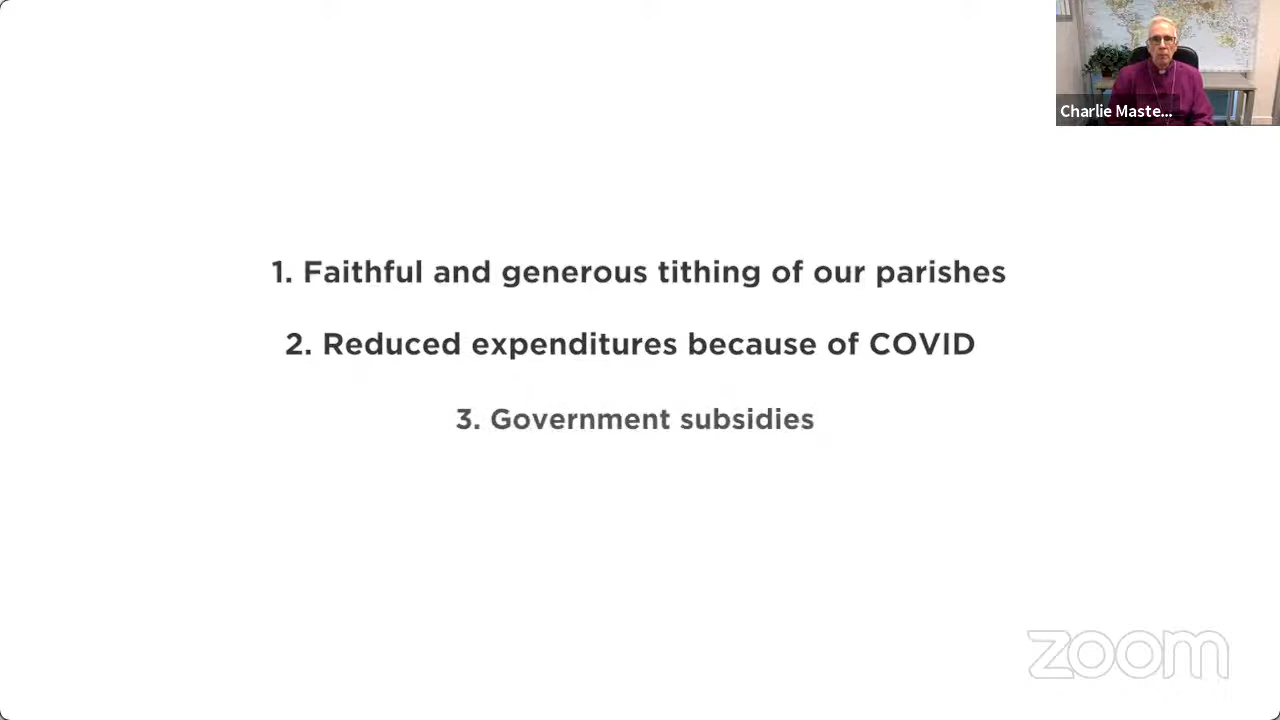 Charlie Maste...
1. Faithful and generous tithing of our parishes
2. Reduced expenditures because of COVID
3. Government subsidies
zoom